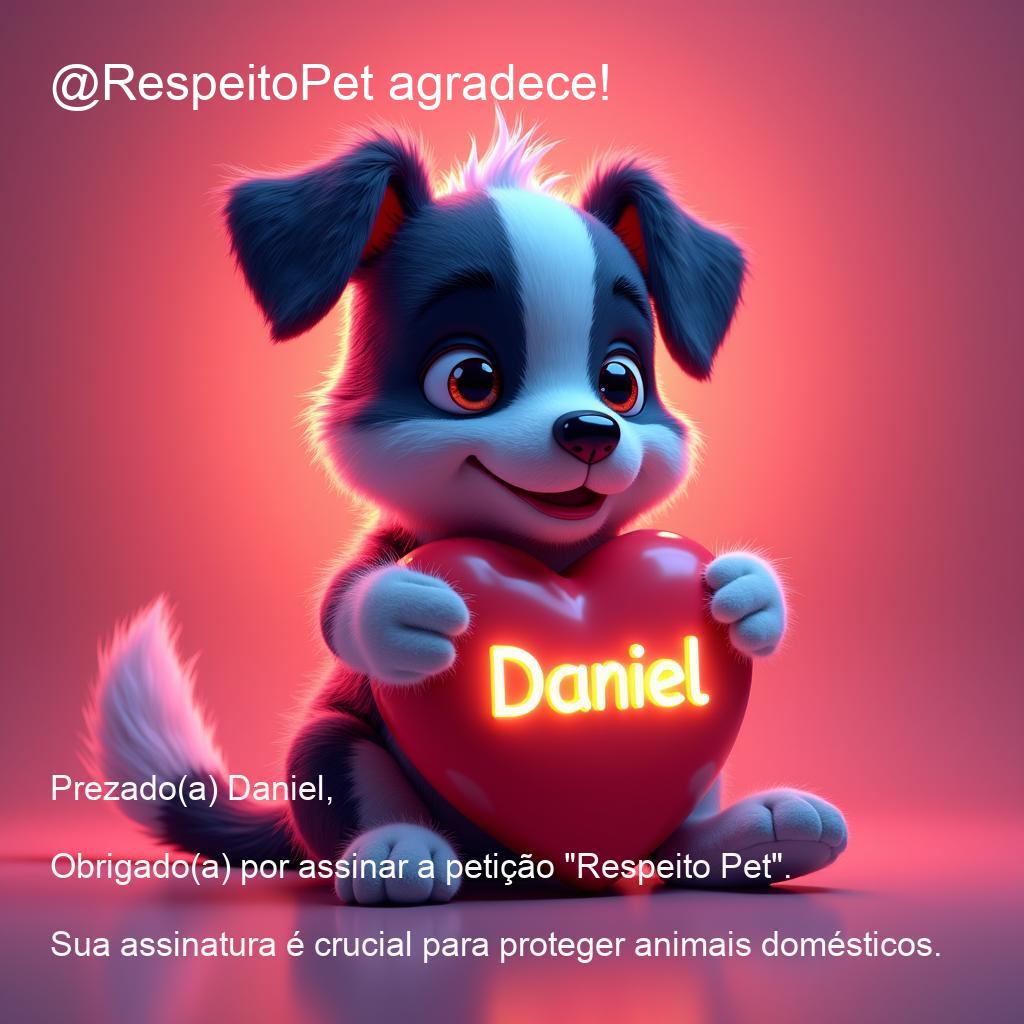 @RespeitoPet agradece!
Daniel
Prezado(a) Daniel,
Obrigado(a) por assinar a petição "Respeito Pet".
Sua assinatura é crucial para proteger animais domésticos.